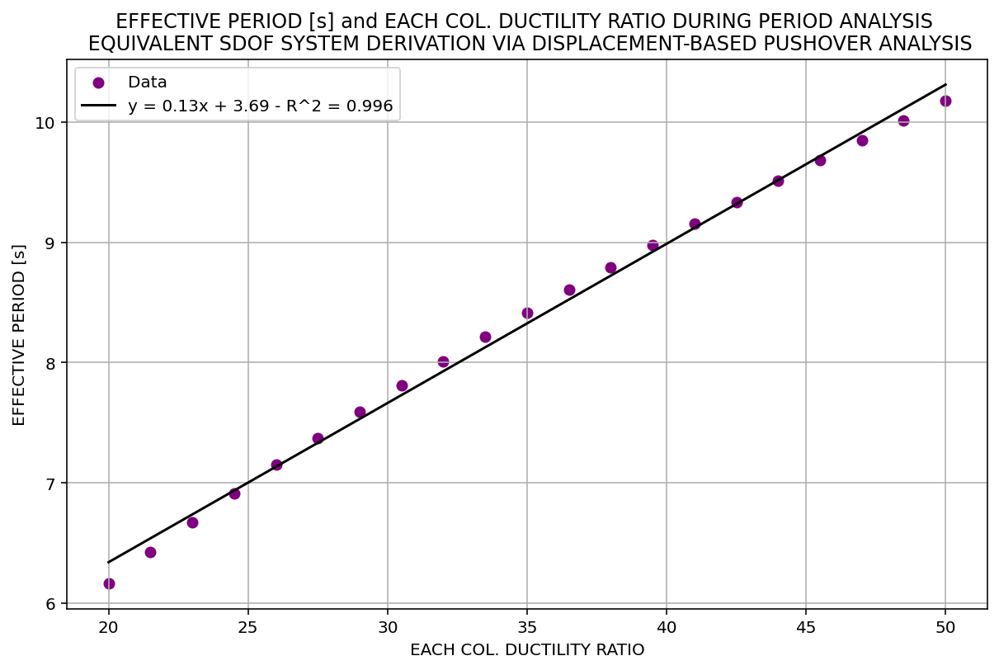 EFFECTIVE PERIOD [s] and EACH COL. DUCTILITY RATIO DURING PERIOD ANALYSIS
EQUIVALENT SDOF SYSTEM DERIVATION VIA DISPLACEMENT-BASED PUSHOVER ANALYSIS
Data
y = 0.13x + 3.69 - R^2 = 0.996
EFFECTIVE PERIOD [s]
10
9
8
7
6
20 25 30 35 40 45 50
EACH COL. DUCTILITY RATIO